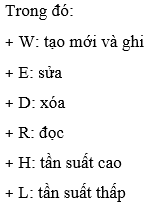 Trong đó:
+ W: tạo mới và ghi
+ E: sửa
+ D: xóa
+ R: đọc
+ H: tần suất cao
+ L: tần suất thấp